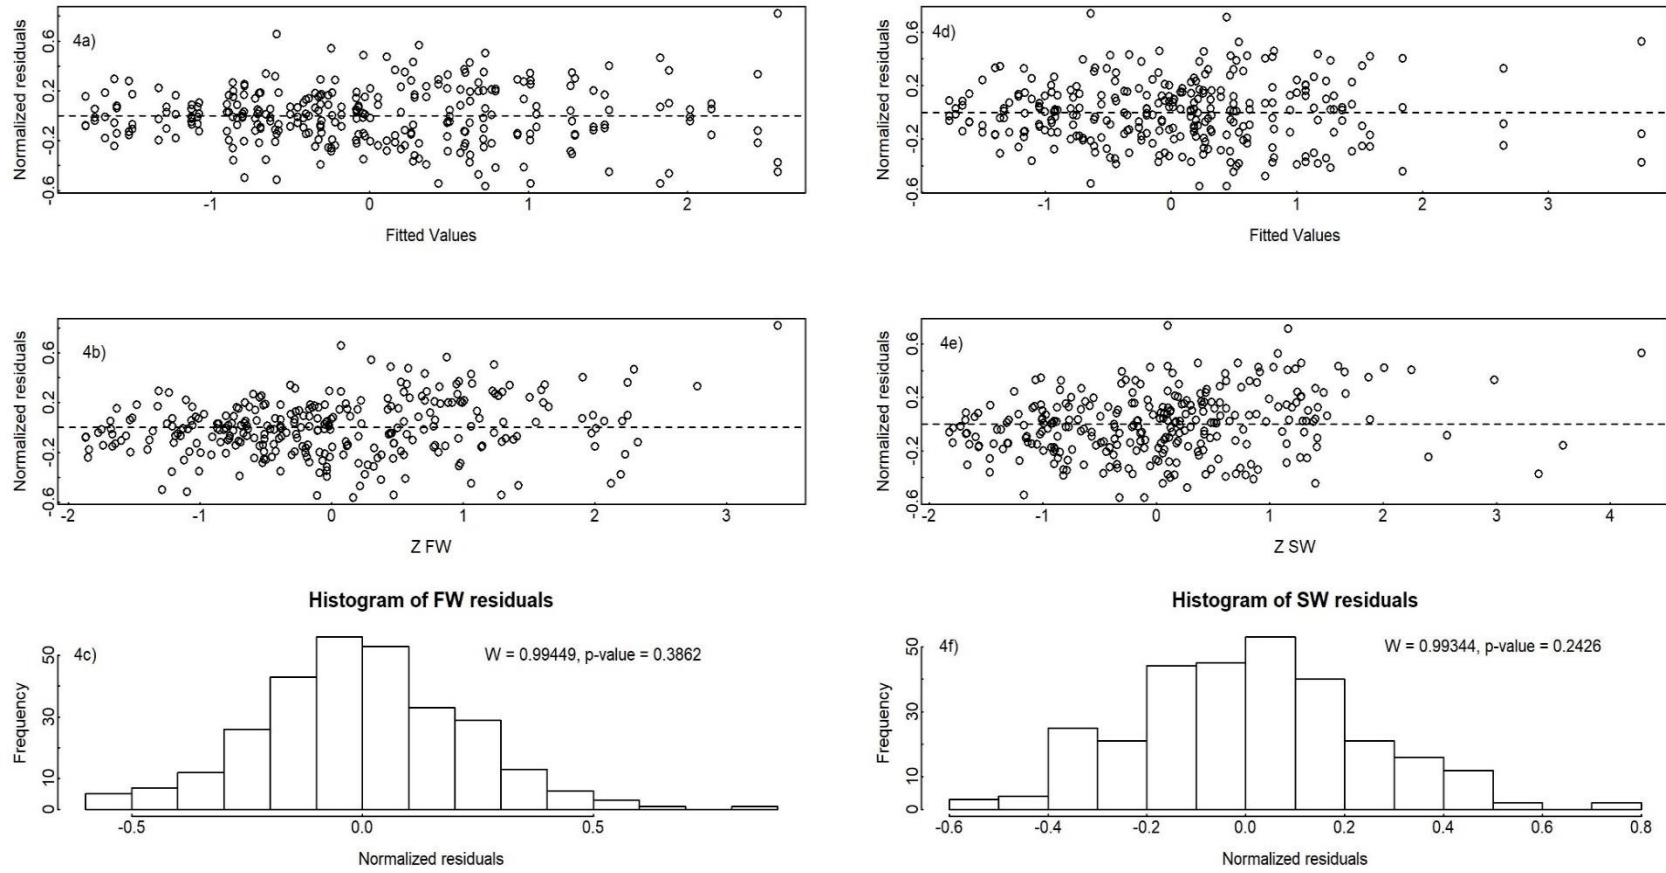 4a)
Normalized residuals
-0.6 -0.2 0.2 0.6
-1 0 1 2
Fitted Values
4d)
Normalized residuals
-0.6 -0.2 0.2 0.6
-1 0 1 2 3
Fitted Values
4b)
Normalized residuals
-0.6 -0.2 0.2 0.6
-2 -1 0 1 2 3
Z FW
4e)
Normalized residuals
-0.6 -0.2 0.2 0.6
-2 -1 0 1 2 3 4
Z SW
Histogram of FW residuals
4c)
W = 0.99449, p-value = 0.3862
Frequency
0 10 30 50
-0.5 0.0 0.5
Normalized residuals
Histogram of SW residuals
4f)
W = 0.99344, p-value = 0.2426
Frequency
0 10 30 50
-0.6 -0.4 -0.2 0.0 0.2 0.4 0.6 0.8
Normalized residuals